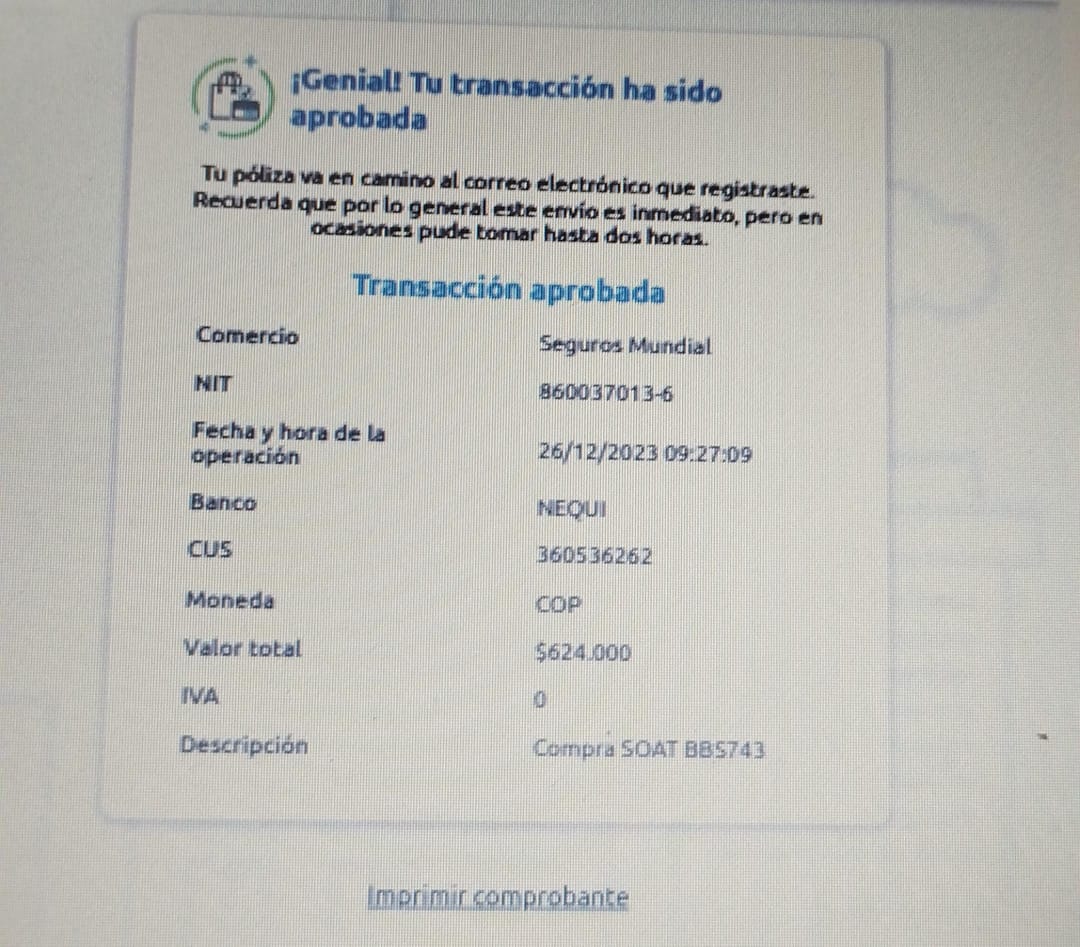 ¡Genial! Tu transacción ha sido
aprobada
Tu póliza va en camino al correo electrónico que registraste.
Recuerda que por lo general este envío es inmediato, pero en
ocasiones pude tomar hasta dos horas.
Transacción aprobada
Comercio Seguros Mundial
NIT 860037013-6
Fecha y hora de la
operación 26/12/2023 09:27:09
Banco NEQUI
CUS 360536262
Moneda COP
Valor total $624.000
IVA 0
Descripción Compra SOAT BBS743
Imprimir comprobante